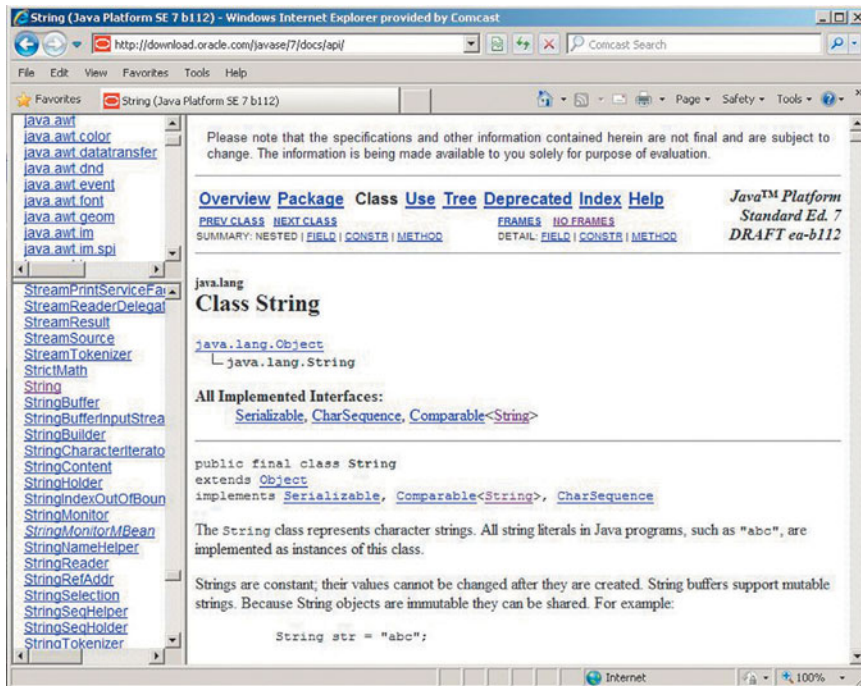 String (Java Platform SE 7 b112) - Windows Internet Explorer provided by Comcast
http://download.oracle.com/javase/7/docs/api/
Comcast Search
File Edit View Favorites Tools Help
Favorites
String (Java Platform SE 7 b112)
Page Safety Tools
java.awt
java.awt.color
java.awt.datatransfer
java.awt.dnd
java.awt.event
java.awt.font
java.awt.geom
java.awt.im
java.awt.im.spi
StreamPrintServiceFa
StreamReaderDelegat
StreamResult
StreamSource
StreamTokenizer
StrictMath
String
StringBuffer
StringBufferInputStrea
StringBuilder
StringCharacterIterato
StringContent
StringHolder
StringIndexOutOfBoun
StringMonitor
StringMonitorMBean
StringNameHelper
StringReader
StringRefAddr
StringSelection
StringSeqHelper
StringSeqHolder
StringTokenizer
Please note that the specifications and other information contained herein are not final and are subject to
change. The information is being made available to you solely for purpose of evaluation.
Overview Package Class Use Tree Deprecated Index Help
PREV CLASS NEXT CLASS
FRAMES NO FRAMES
SUMMARY: NESTED | FIELD | CONSTR | METHOD
DETAIL: FIELD | CONSTR | METHOD
Java™ Platform
Standard Ed. 7
DRAFT ea-b112
java.lang
Class String
java.lang.Object
java.lang.String
All Implemented Interfaces:
Serializable, CharSequence, Comparable<String>
public final class String
extends Object
implements Serializable, Comparable<String>, CharSequence
The String class represents character strings. All string literals in Java programs, such as "abc", are
implemented as instances of this class.
Strings are constant; their values cannot be changed after they are created. String buffers support mutable
strings. Because String objects are immutable they can be shared. For example:
String str = "abc";
Internet
100%